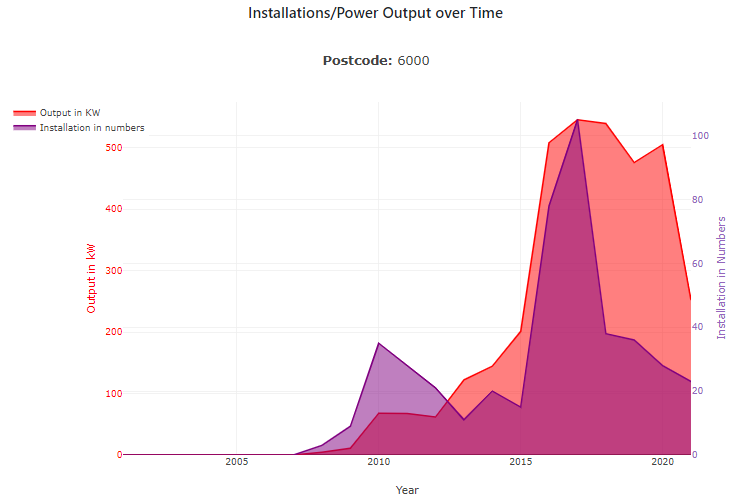 Installations/Power Output over Time
Postcode: 6000
Output in KW
Installation in numbers
500
400
300
200
100
0
Output in kW
100
80
60
40
20
0
Installation in Numbers
2005
2010
2015
2020
Year